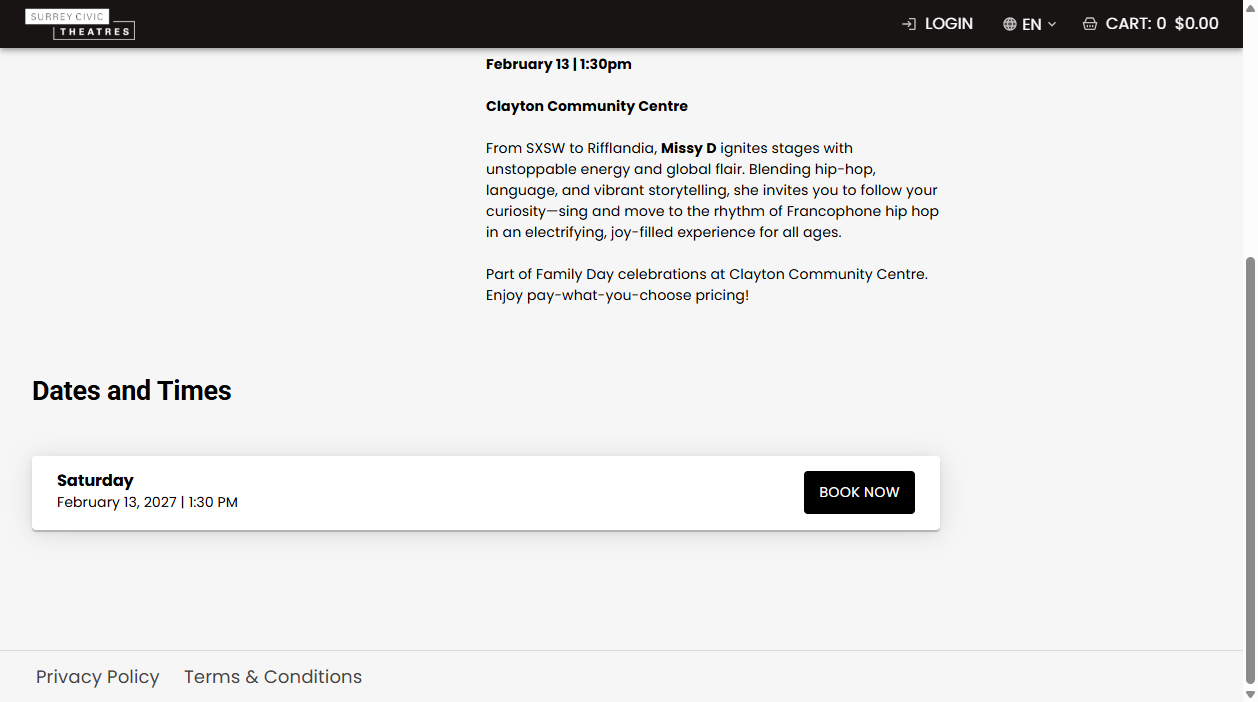 SURREY CIVIC
THEATRES
LOGIN
EN
CART: 0 $0.00
February 13 | 1:30pm
Clayton Community Centre
From SXSW to Rifflandia, Missy D ignites stages with
unstoppable energy and global flair. Blending hip-hop,
language, and vibrant storytelling, she invites you to follow your
curiosity—sing and move to the rhythm of Francophone hip hop
in an electrifying, joy-filled experience for all ages.
Part of Family Day celebrations at Clayton Community Centre.
Enjoy pay-what-you-choose pricing!
Dates and Times
Saturday
February 13, 2027 | 1:30 PM
BOOK NOW
Privacy Policy
Terms & Conditions